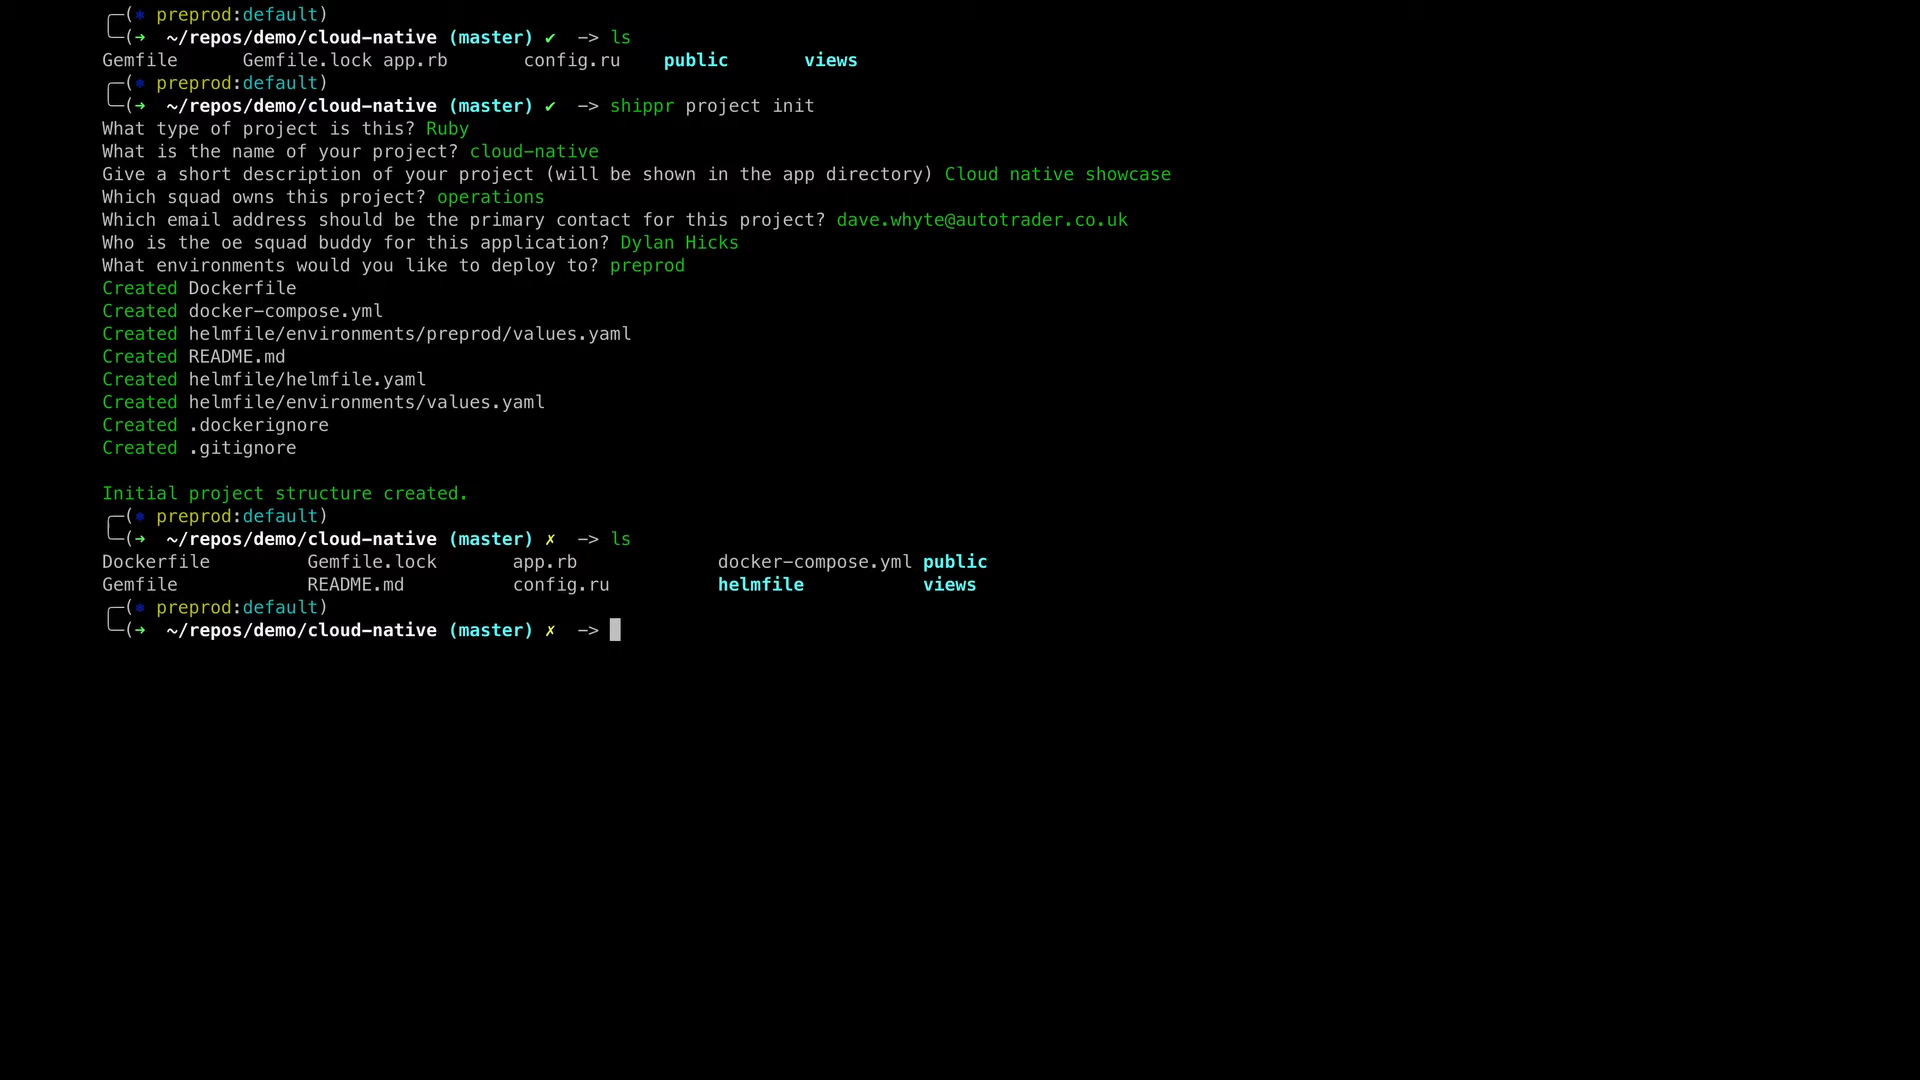 ╭─(⎈ preprod:default)
╰─(➜  ~/repos/demo/cloud-native (master) ✔  -> ls
Gemfile      Gemfile.lock app.rb       config.ru    public       views
╭─(⎈ preprod:default)
╰─(➜  ~/repos/demo/cloud-native (master) ✔  -> shippr project init
What type of project is this? Ruby
What is the name of your project? cloud-native
Give a short description of your project (will be shown in the app directory) Cloud native showcase
Which squad owns this project? operations
Which email address should be the primary contact for this project? dave.whyte@autotrader.co.uk
Who is the oe squad buddy for this application? Dylan Hicks
What environments would you like to deploy to? preprod
Created Dockerfile
Created docker-compose.yml
Created helmfile/environments/preprod/values.yaml
Created README.md
Created helmfile/helmfile.yaml
Created helmfile/environments/values.yaml
Created .dockerignore
Created .gitignore
Initial project structure created.
╭─(⎈ preprod:default)
╰─(➜  ~/repos/demo/cloud-native (master) ✗  -> ls
Dockerfile         Gemfile.lock       app.rb             docker-compose.yml public
Gemfile            README.md          config.ru          helmfile           views
╭─(⎈ preprod:default)
╰─(➜  ~/repos/demo/cloud-native (master) ✗  ->